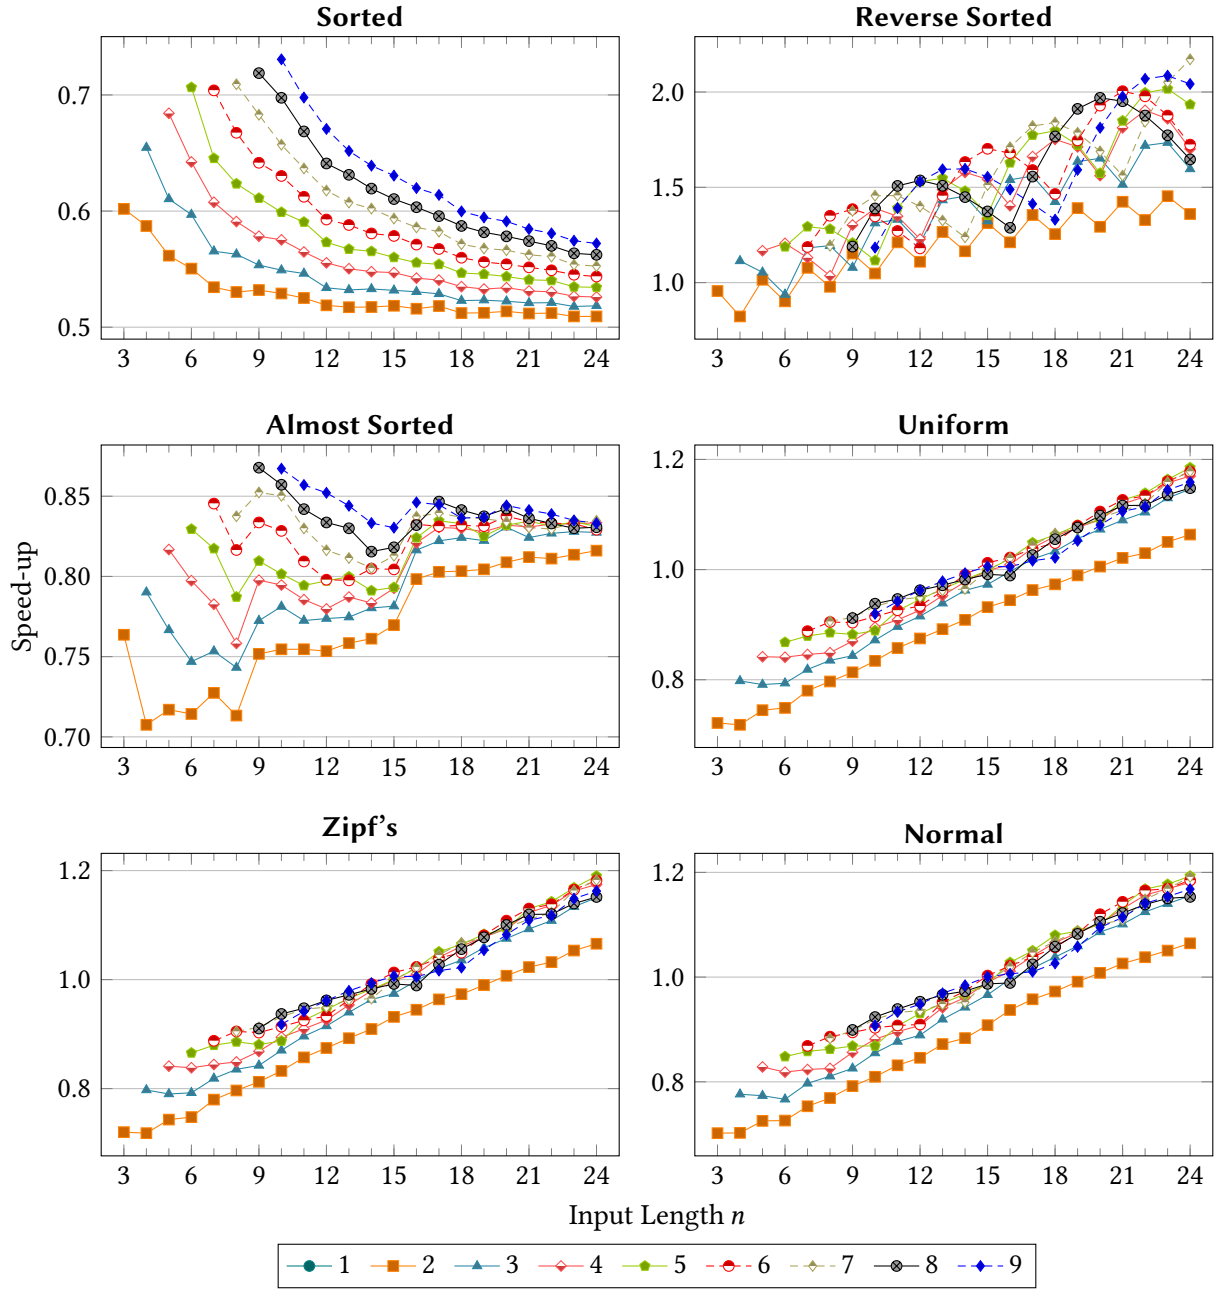 Sorted
Reverse Sorted
0.7
0.6
0.5
3 6 9 12 15 18 21 24
2.0
1.5
1.0
3 6 9 12 15 18 21 24
Almost Sorted
Uniform
Speed-up
0.85
0.80
0.75
0.70
3 6 9 12 15 18 21 24
1.2
1.0
0.8
3 6 9 12 15 18 21 24
Zipf's
Normal
1.2
1.0
0.8
3 6 9 12 15 18 21 24
1.2
1.0
0.8
3 6 9 12 15 18 21 24
Input Length n
1 2 3 4 5 6 7 8 9